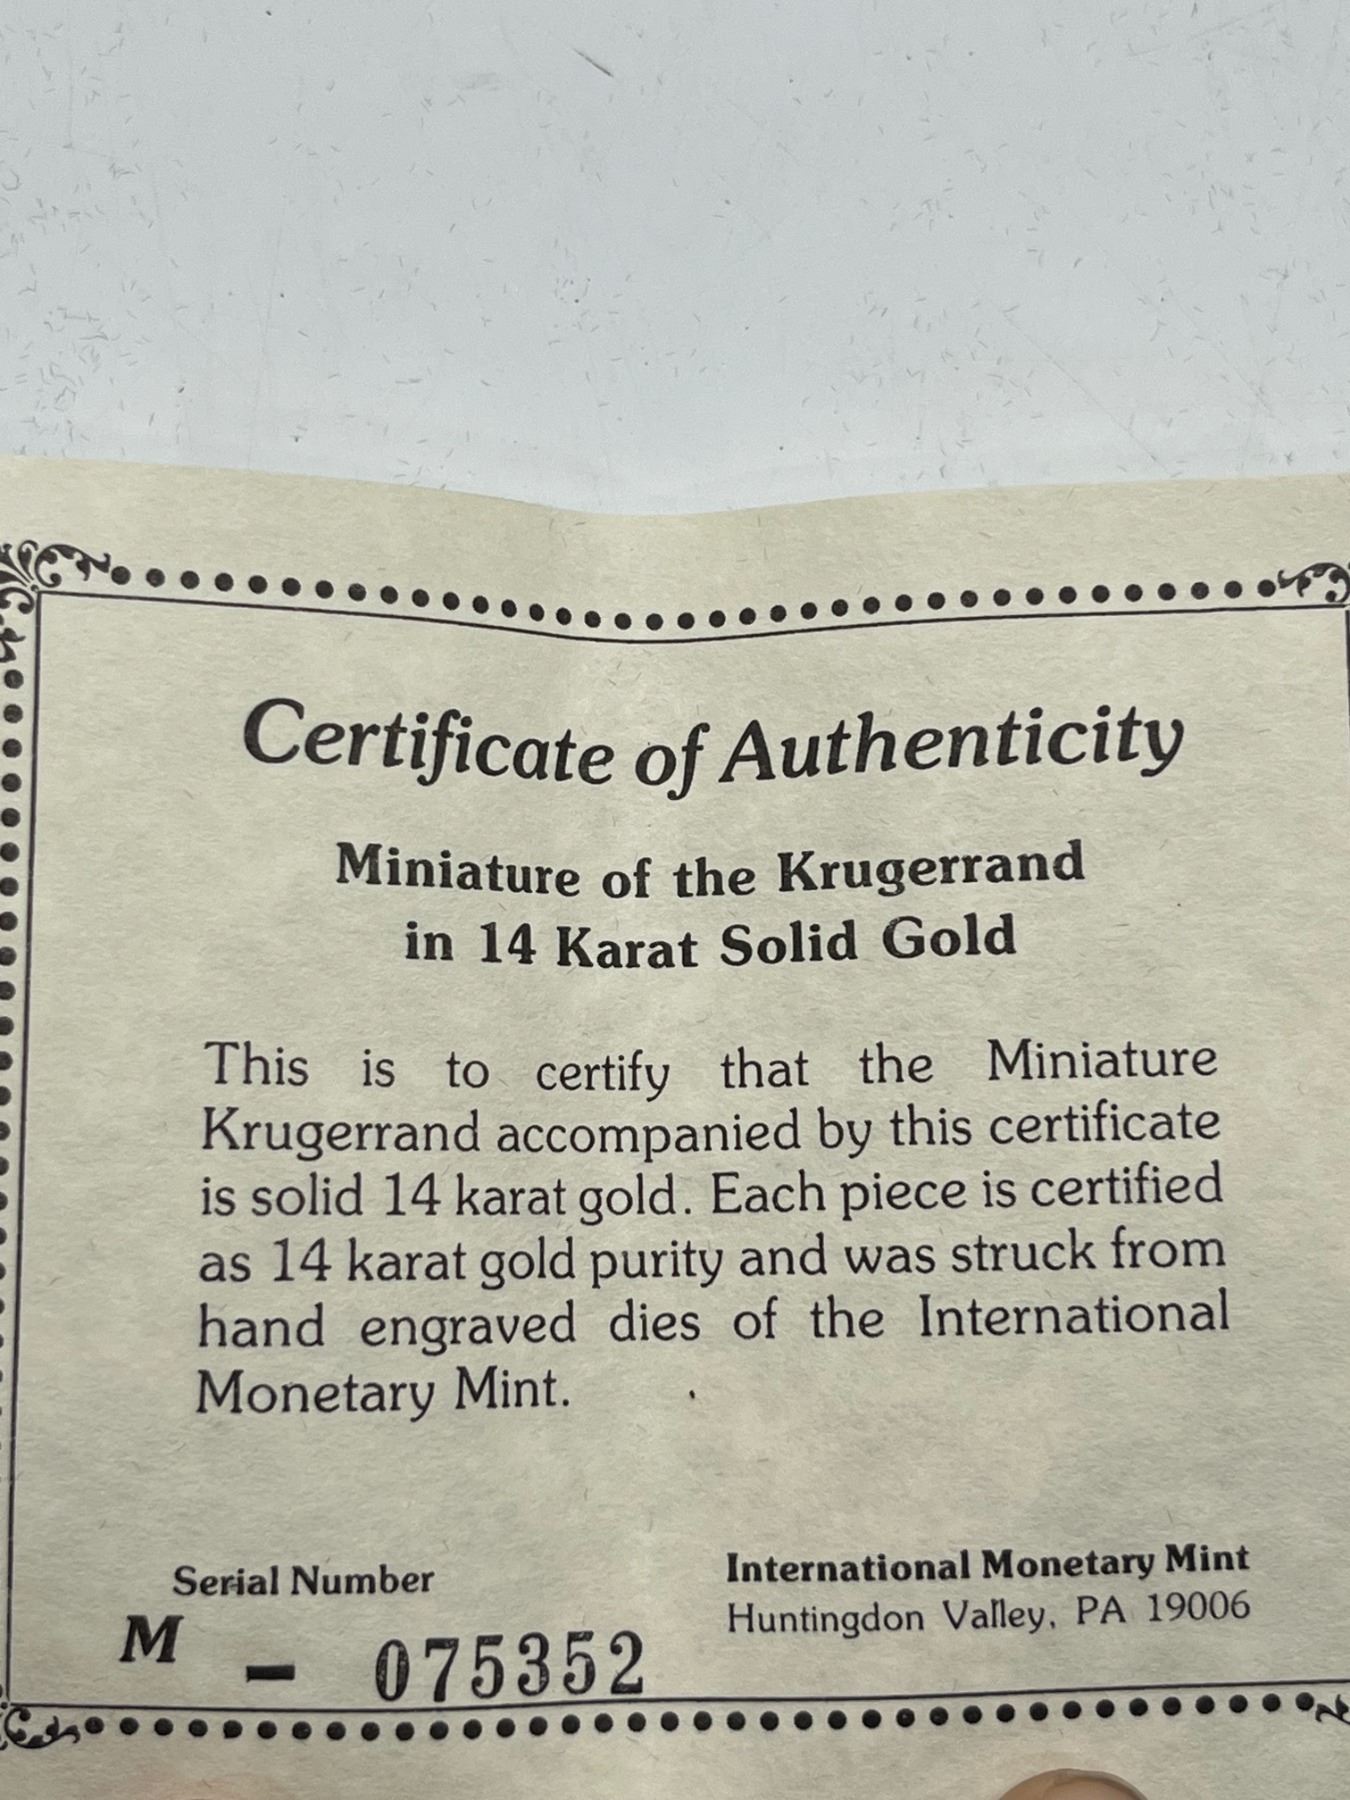 Certificate of Authenticity
Miniature of the Krugerrand
in 14 Karat Solid Gold
This is to certify that the Miniature
Krugerrand accompanied by this certificate
is solid 14 karat gold. Each piece is certified
as 14 karat gold purity and was struck from
hand engraved dies of the International
Monetary Mint.
Serial Number
M - 075352
International Monetary Mint
Huntingdon Valley, PA 19006